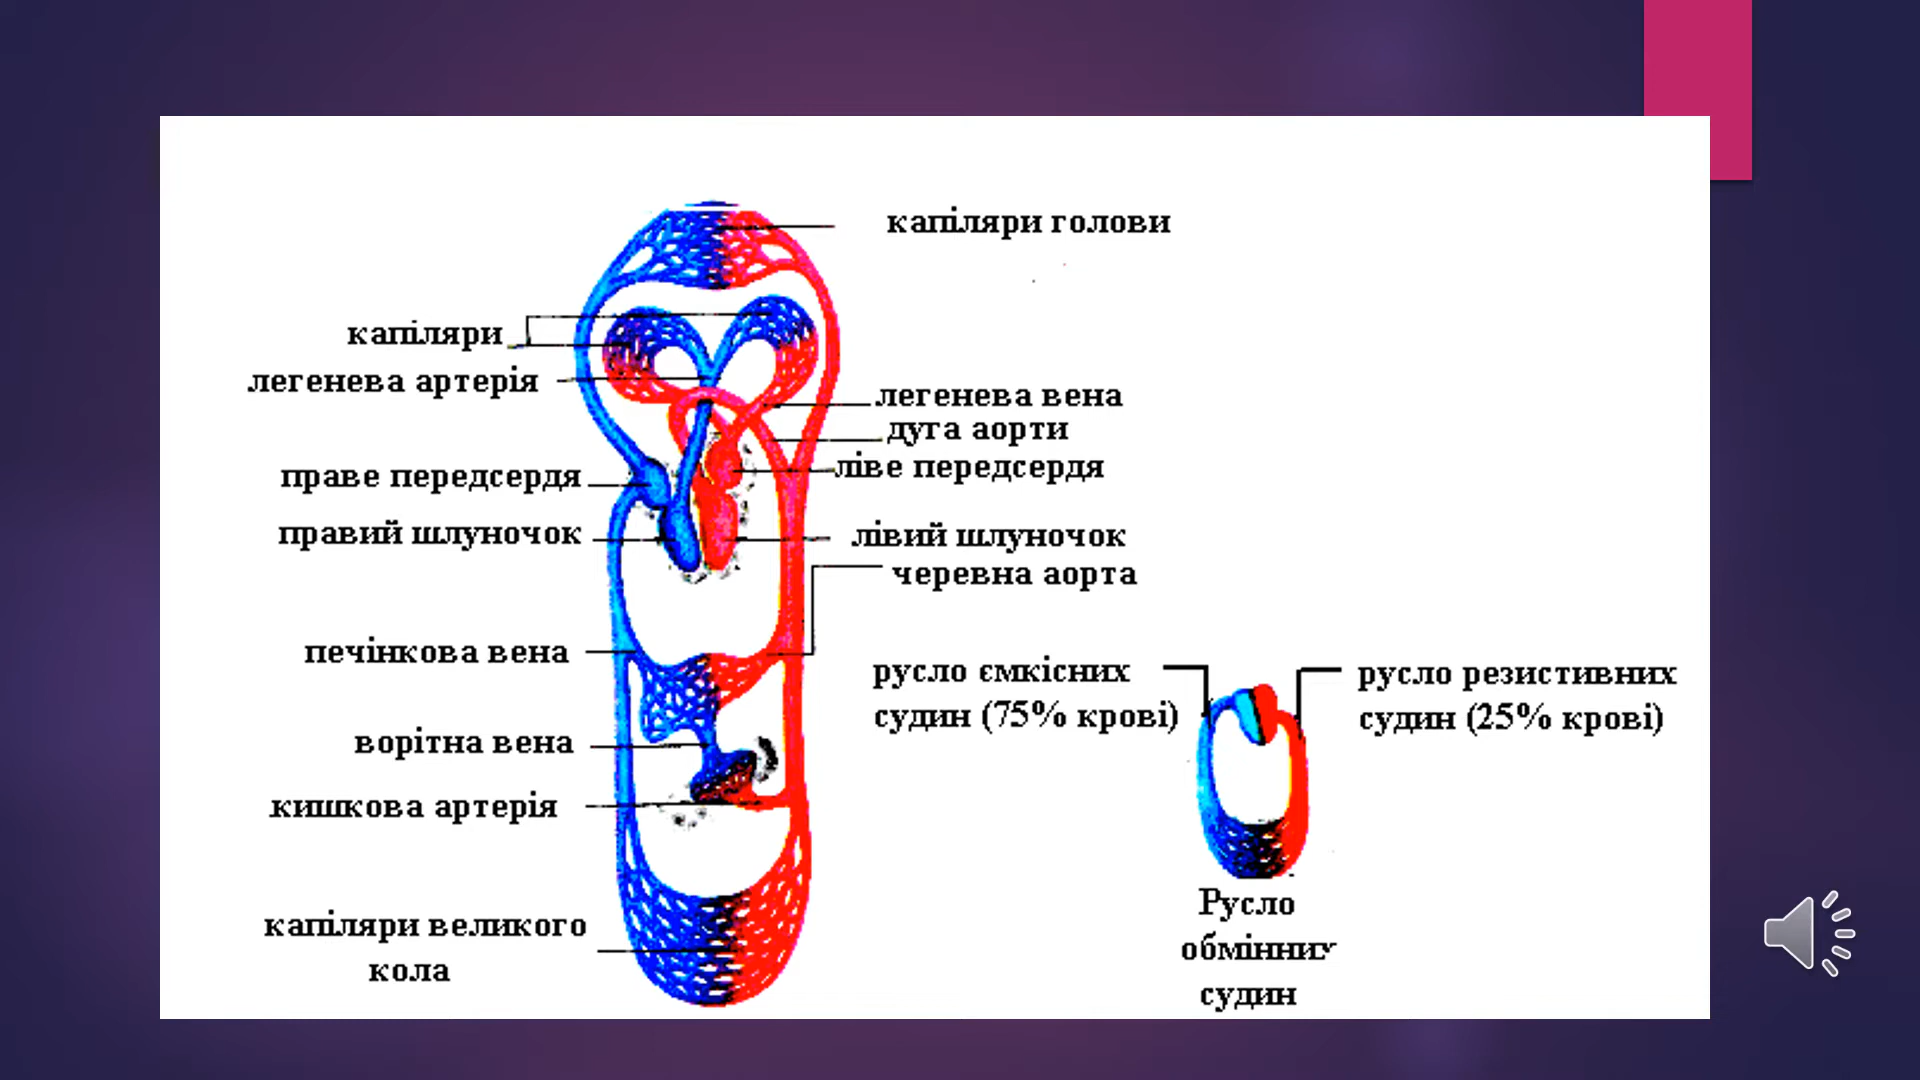 капіляри голови
капіляри
легенева артерія
легенева вена
дуга аорти
праве передсердя
ліве передсердя
правий шлуночок
лівий шлуночок
черевна аорта
печінкова вена
ворітна вена
кишкова артерія
капіляри великого
кола
русло ємкісних
судин (75% крові)
русло резистивних
судин (25% крові)
Русло
обмінних
судин